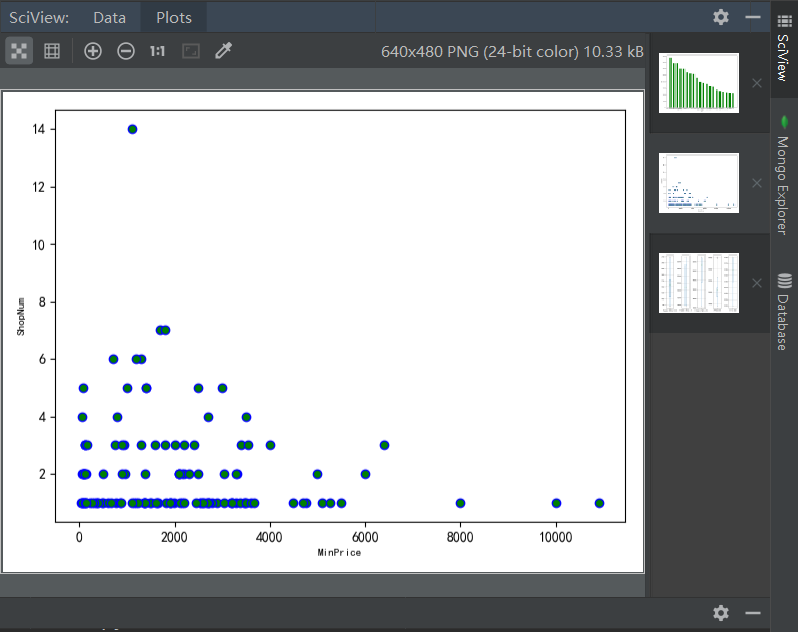 SciView: Data Plots
1:1 640x480 PNG (24-bit color) 10.33 kB
SciView
Mongo Explorer
Database
14
12
10
8
6
4
2
ShopNum
0 2000 4000 6000 8000 10000
MinPrice